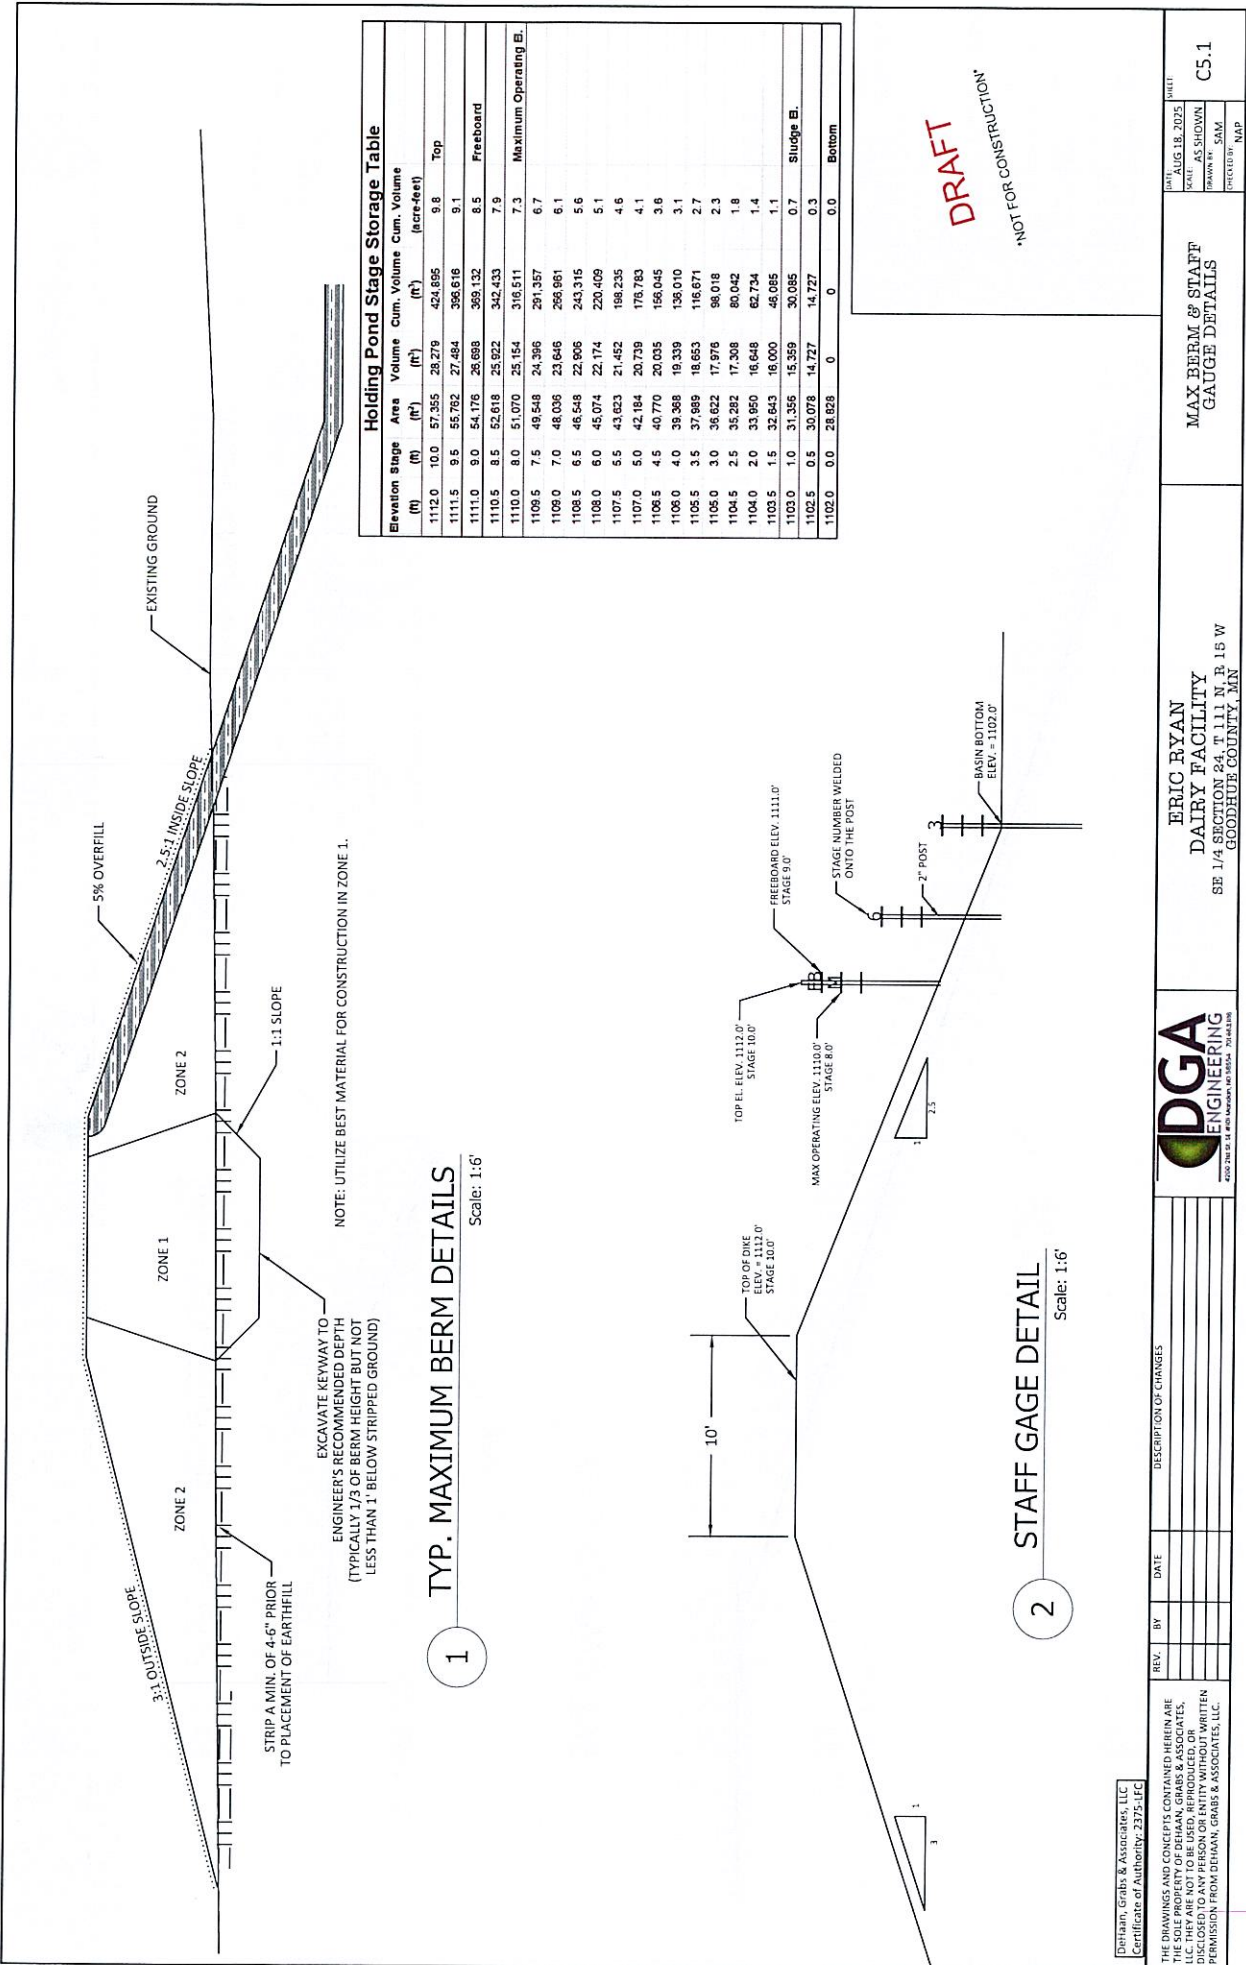 EXISTING GROUND
5% OVERFILL
2.5:1 INSIDE SLOPE
3:1 OUTSIDE SLOPE
ZONE 2
ZONE 1
ZONE 2
1:1 SLOPE
STRIP A MIN. OF 4-6" PRIOR
TO PLACEMENT OF EARTHFILL
EXCAVATE KEYWAY TO
ENGINEER'S RECOMMENDED DEPTH
(TYPICALLY 1/3 OF BERM HEIGHT BUT NOT
LESS THAN 1' BELOW STRIPPED GROUND)
NOTE: UTILIZE BEST MATERIAL FOR CONSTRUCTION IN ZONE 1.
1
TYP. MAXIMUM BERM DETAILS
Scale: 1:6'
Holding Pond Stage Storage Table
Elevation Stage Area Volume Cum. Volume Cum. Volume
(ft) (ft) (ft²) (ft³) (ft³) (acre-feet)
1112.0 10.0 57,355 28,279 424,895 9.8 Top
1111.5 9.5 55,762 27,484 396,616 9.1
1111.0 9.0 54,176 26,698 369,132 8.5 Freeboard
1110.5 8.5 52,618 25,922 342,433 7.9
1110.0 8.0 51,070 25,154 316,511 7.3 Maximum Operating El.
1109.5 7.5 49,548 24,396 291,357 6.7
1109.0 7.0 48,036 23,646 266,961 6.1
1108.5 6.5 46,548 22,906 243,315 5.6
1108.0 6.0 45,074 22,174 220,409 5.1
1107.5 5.5 43,623 21,452 198,235 4.6
1107.0 5.0 42,184 20,739 176,783 4.1
1106.5 4.5 40,770 20,035 156,045 3.6
1106.0 4.0 39,368 19,339 136,010 3.1
1105.5 3.5 37,989 18,653 116,671 2.7
1105.0 3.0 36,622 17,976 98,018 2.3
1104.5 2.5 35,282 17,308 80,042 1.8
1104.0 2.0 33,950 16,648 62,734 1.4
1103.5 1.5 32,643 16,000 46,085 1.1
1103.0 1.0 31,356 15,359 30,085 0.7 Sludge El.
1102.5 0.5 30,078 14,727 14,727 0.3
1102.0 0.0 28,828 0 0 0.0 Bottom
10'
TOP OF DIKE
ELEV. = 1112.0'
STAGE 10.0'
TOP EL. ELEV. 1112.0'
STAGE 10.0'
MAX OPERATING ELEV. 1110.0'
STAGE 8.0'
FREEBOARD ELEV. 1111.0'
STAGE 9.0'
STAGE NUMBER WELDED
ONTO THE POST
2" POST
BASIN BOTTOM
ELEV. = 1102.0'
FB
M
6
3
1
3
1
2.5
2
STAFF GAGE DETAIL
Scale: 1:6'
DRAFT
*NOT FOR CONSTRUCTION*
DeHaan, Grabs & Associates, LLC
Certificate of Authority: 2375-LFC
THE DRAWINGS AND CONCEPTS CONTAINED HEREIN ARE
THE SOLE PROPERTY OF DEHAAN, GRABS & ASSOCIATES,
LLC. THEY ARE NOT TO BE USED, REPRODUCED, OR
DISCLOSED TO ANY PERSON OR ENTITY WITHOUT WRITTEN
PERMISSION FROM DEHAAN, GRABS & ASSOCIATES, LLC.
REV. BY DATE DESCRIPTION OF CHANGES
DGA
ENGINEERING
ERIC RYAN
DAIRY FACILITY
SE 1/4 SECTION 24, T 111 N, R 15 W
GOODHUE COUNTY, MN
MAX BERM & STAFF
GAUGE DETAILS
DATE: AUG 18, 2025
SCALE: AS SHOWN
DRAWN BY: SAM
CHECKED BY: NAP
SHEET:
C5.1